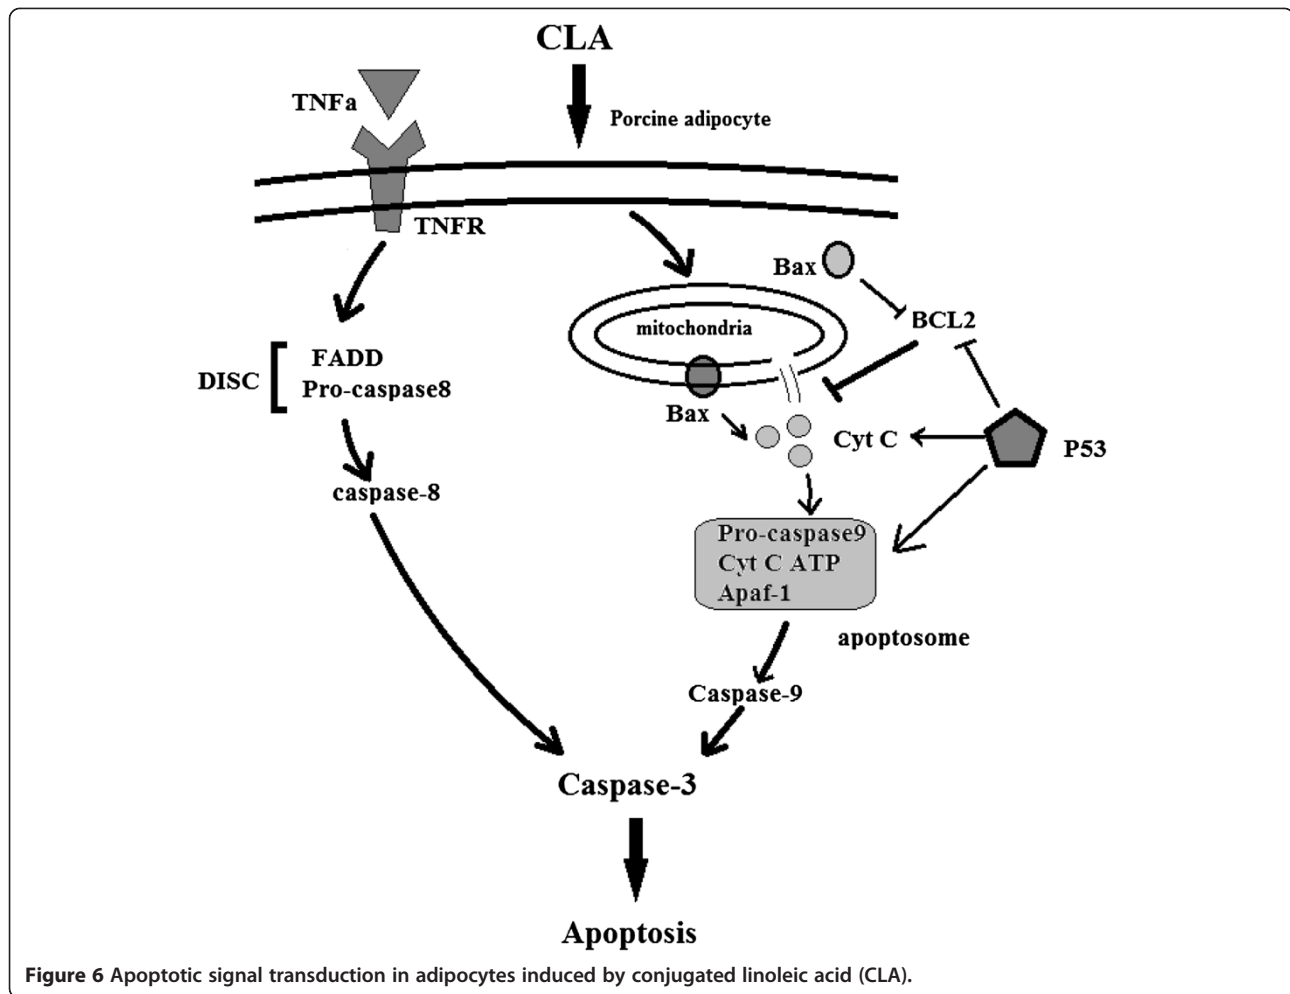 CLA
TNFa
Porcine adipocyte
TNFR
Bax
BCL2
mitochondria
DISC
FADD
Pro-caspase8
Bax
Cyt C
P53
caspase-8
Pro-caspase9
Cyt C ATP
Apaf-1
apoptosome
Caspase-9
Caspase-3
Apoptosis
Figure 6 Apoptotic signal transduction in adipocytes induced by conjugated linoleic acid (CLA).